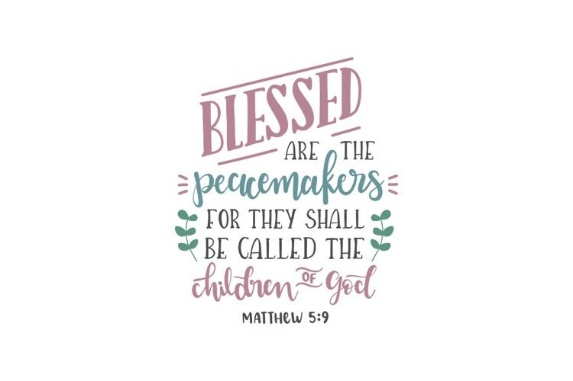 BLESSED
ARE THE
peacemakers
FOR THEY SHALL
BE CALLED THE
children OF God
MATTHEW 5:9